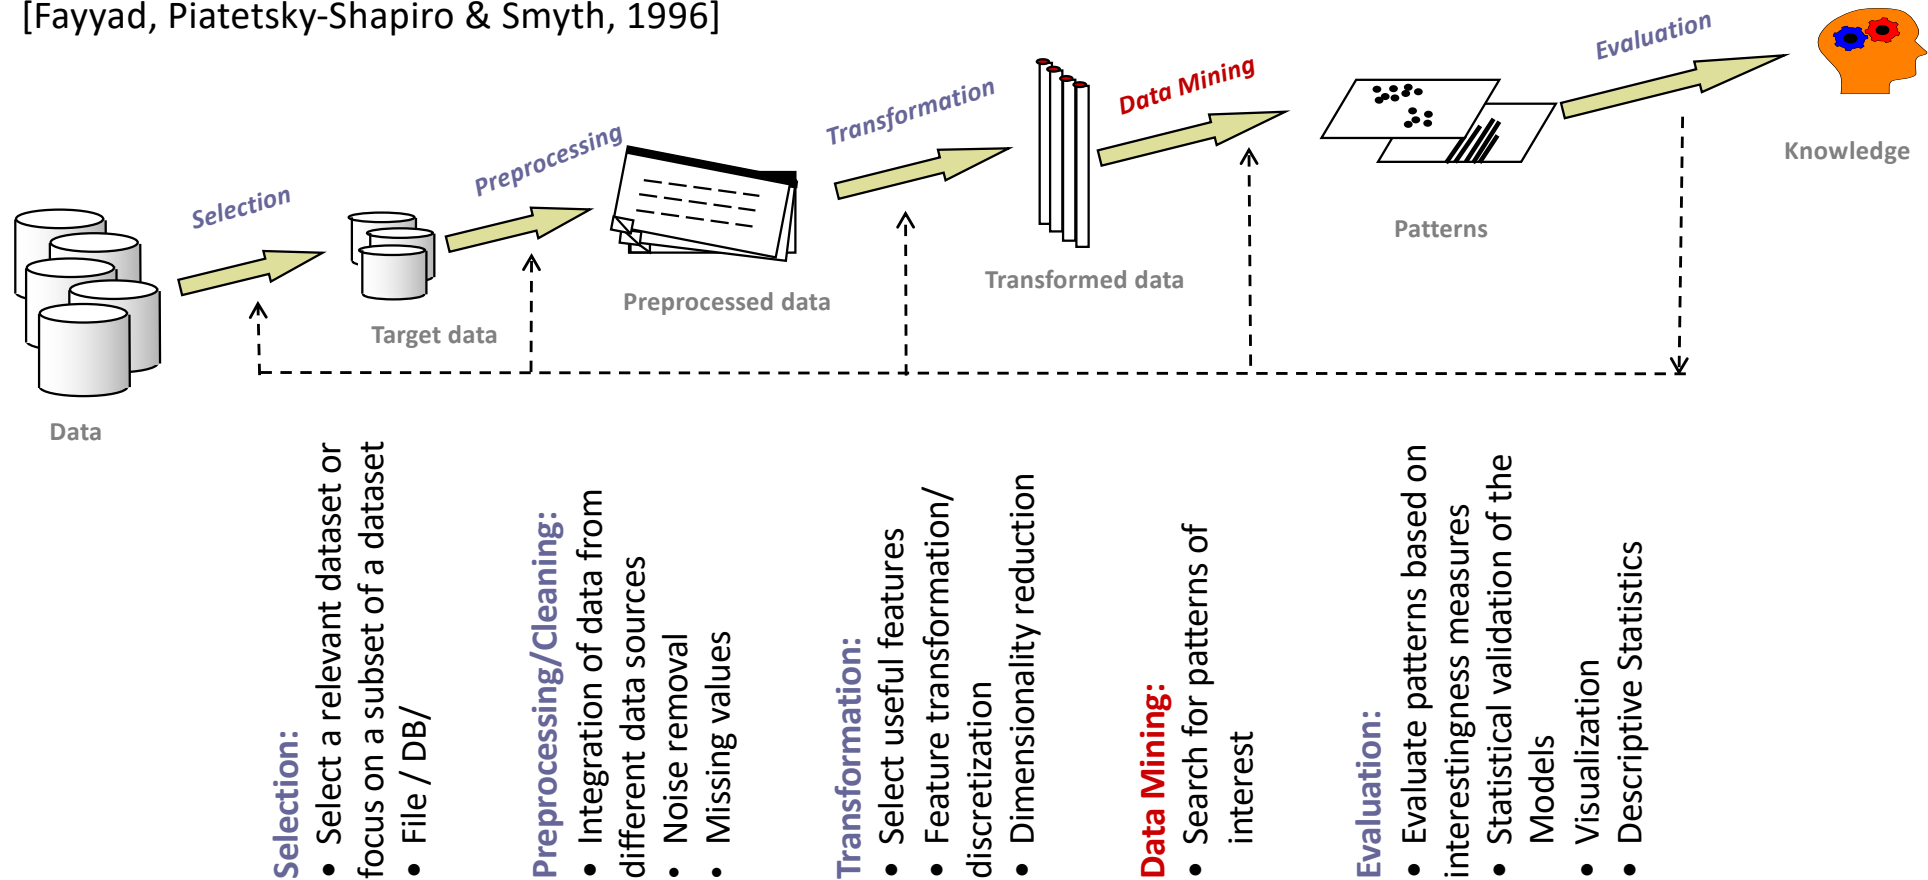 [Fayyad, Piatetsky-Shapiro & Smyth, 1996]
Selection
Preprocessing
Transformation
Data Mining
Evaluation
Data
Target data
Preprocessed data
Transformed data
Patterns
Knowledge
Selection:
• Select a relevant dataset or
focus on a subset of a dataset
• File / DB/
Preprocessing/Cleaning:
• Integration of data from
different data sources
• Noise removal
• Missing values
Transformation:
• Select useful features
• Feature transformation/
discretization
• Dimensionality reduction
Data Mining:
• Search for patterns of
interest
Evaluation:
• Evaluate patterns based on
interestingness measures
• Statistical validation of the
Models
• Visualization
• Descriptive Statistics